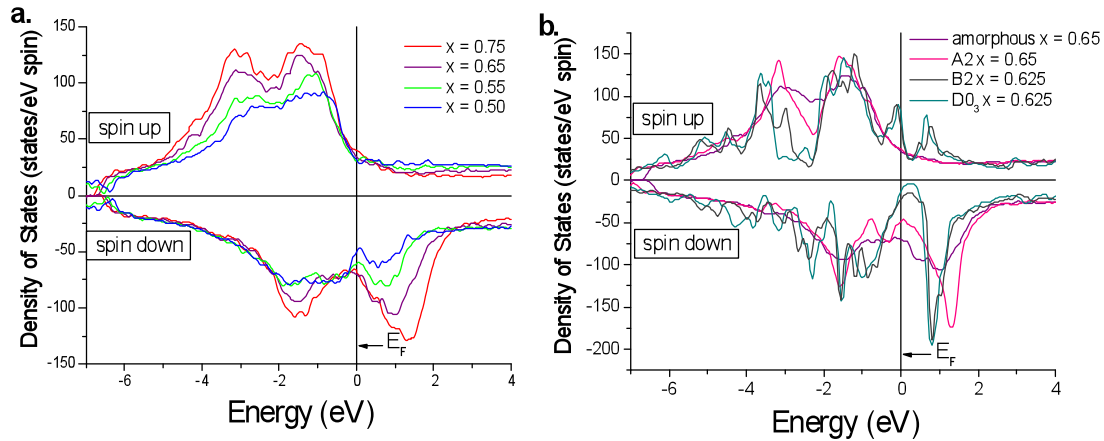 a.
Density of States (states/eV spin)
150
100
50
0
-50
-100
-150
spin up
spin down
x = 0.75
x = 0.65
x = 0.55
x = 0.50
E_F
-6
-4
-2
0
2
4
Energy (eV)
b.
Density of States (states/eV spin)
150
100
50
0
-50
-100
-150
-200
spin up
spin down
amorphous x = 0.65
A2 x = 0.65
B2 x = 0.625
D0₃ x = 0.625
E_F
-6
-4
-2
0
2
4
Energy (eV)